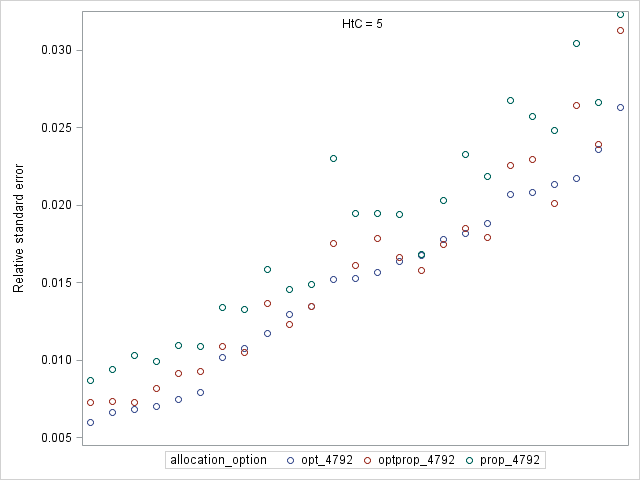 HtC = 5
0.030
0.025
0.020
0.015
0.010
0.005
Relative standard error
allocation_option opt_4792 optprop_4792 prop_4792